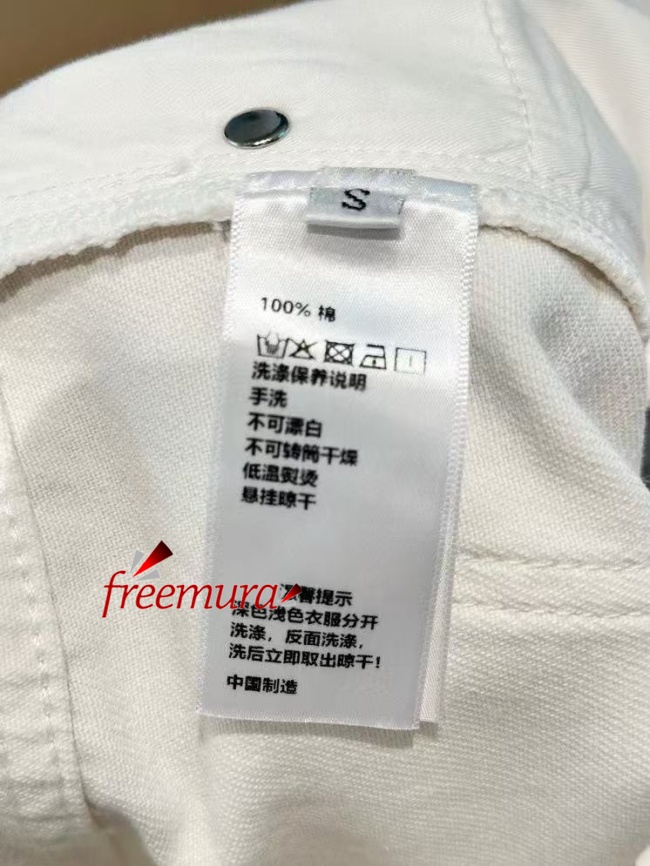 S
100% 棉
洗涤保养说明
手洗
不可漂白
不可转筒干燥
低温熨烫
悬挂晾干
freemura
馨提示
深色浅色衣服分开
洗涤，反面洗涤，
洗后立即取出晾干！
中国制造